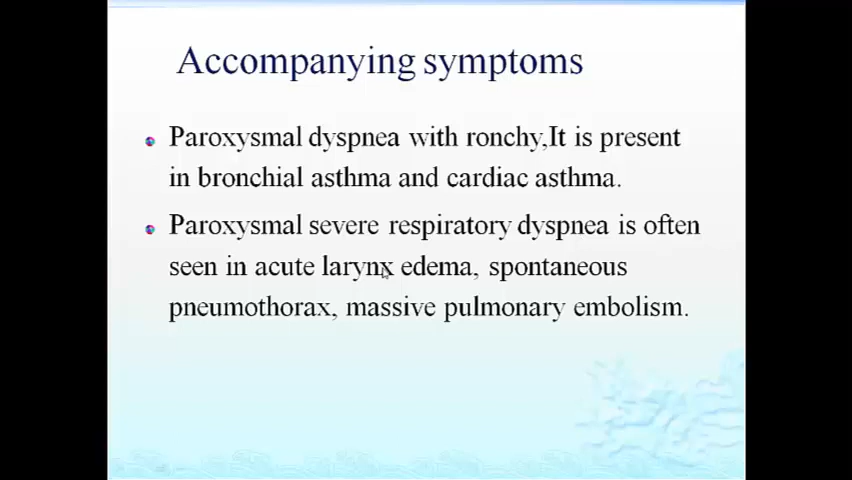 Accompanying symptoms
Paroxysmal dyspnea with ronchy,It is present
in bronchial asthma and cardiac asthma.
Paroxysmal severe respiratory dyspnea is often
seen in acute larynx edema, spontaneous
pneumothorax, massive pulmonary embolism.